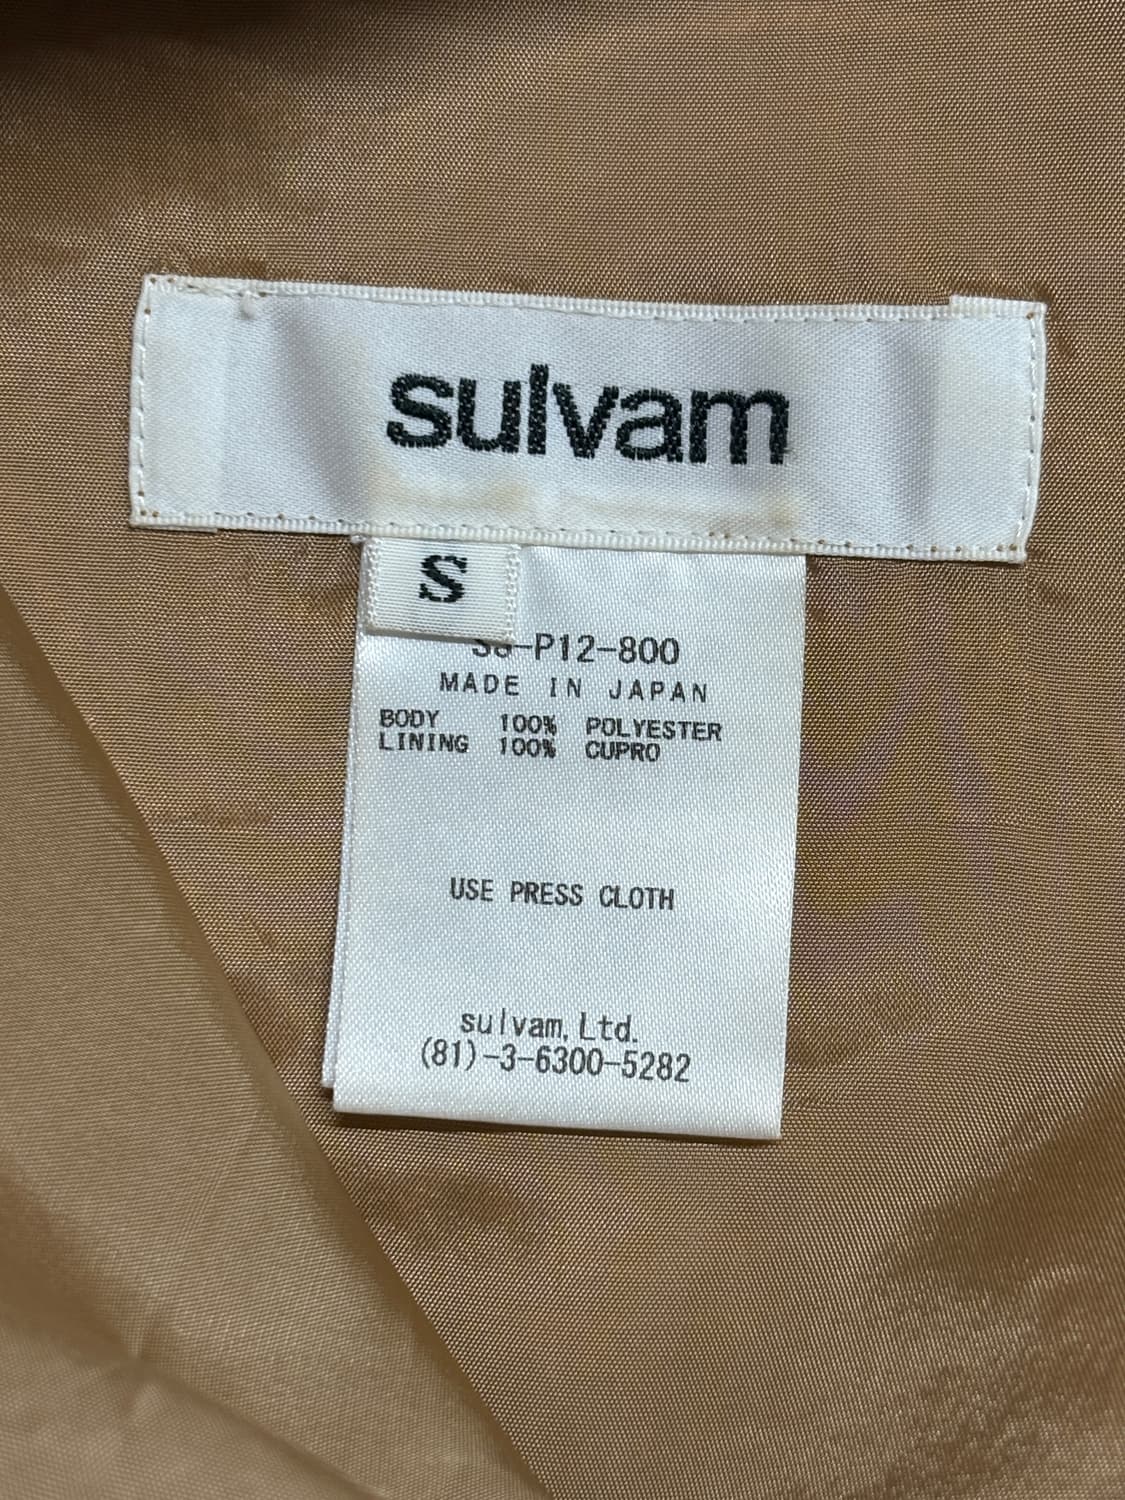 sulvam
S
-P12-800
MADE IN JAPAN
BODY 100% POLYESTER
LINING 100% CUPRO
USE PRESS CLOTH
sulvam, Ltd.
(81)-3-6300-5282